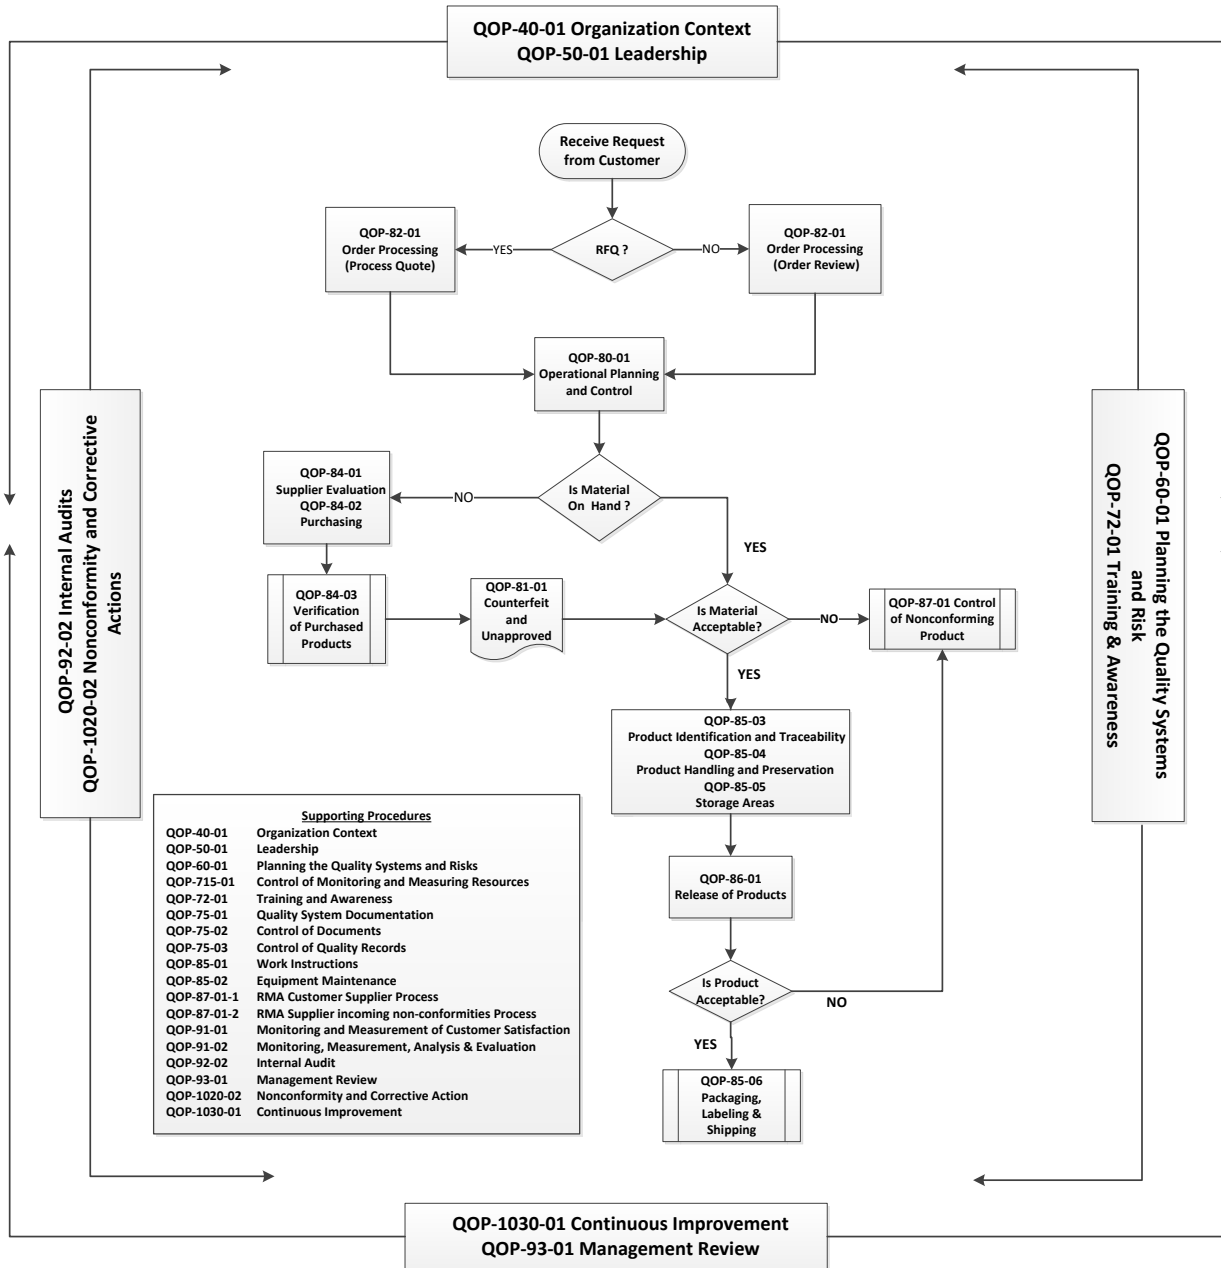 QOP-40-01 Organization Context
QOP-50-01 Leadership
Receive Request
from Customer
QOP-82-01
Order Processing
(Process Quote)
YES
RFQ ?
NO
QOP-82-01
Order Processing
(Order Review)
QOP-80-01
Operational Planning
and Control
QOP-84-01
Supplier Evaluation
QOP-84-02
Purchasing
NO
Is Material
On Hand ?
YES
QOP-84-03
Verification
of Purchased
Products
QOP-81-01
Counterfeit
and
Unapproved
Is Material
Acceptable?
NO
QOP-87-01 Control
of Nonconforming
Product
YES
QOP-85-03
Product Identification and Traceability
QOP-85-04
Product Handling and Preservation
QOP-85-05
Storage Areas
QOP-86-01
Release of Products
Is Product
Acceptable?
NO
YES
QOP-85-06
Packaging,
Labeling &
Shipping
QOP-92-02 Internal Audits
QOP-1020-02 Nonconformity and Corrective
Actions
QOP-60-01 Planning the Quality Systems
and Risk
QOP-72-01 Training & Awareness
Supporting Procedures
QOP-40-01 Organization Context
QOP-50-01 Leadership
QOP-60-01 Planning the Quality Systems and Risks
QOP-715-01 Control of Monitoring and Measuring Resources
QOP-72-01 Training and Awareness
QOP-75-01 Quality System Documentation
QOP-75-02 Control of Documents
QOP-75-03 Control of Quality Records
QOP-85-01 Work Instructions
QOP-85-02 Equipment Maintenance
QOP-87-01-1 RMA Customer Supplier Process
QOP-87-01-2 RMA Supplier incoming non-conformities Process
QOP-91-01 Monitoring and Measurement of Customer Satisfaction
QOP-91-02 Monitoring, Measurement, Analysis & Evaluation
QOP-92-02 Internal Audit
QOP-93-01 Management Review
QOP-1020-02 Nonconformity and Corrective Action
QOP-1030-01 Continuous Improvement
QOP-1030-01 Continuous Improvement
QOP-93-01 Management Review